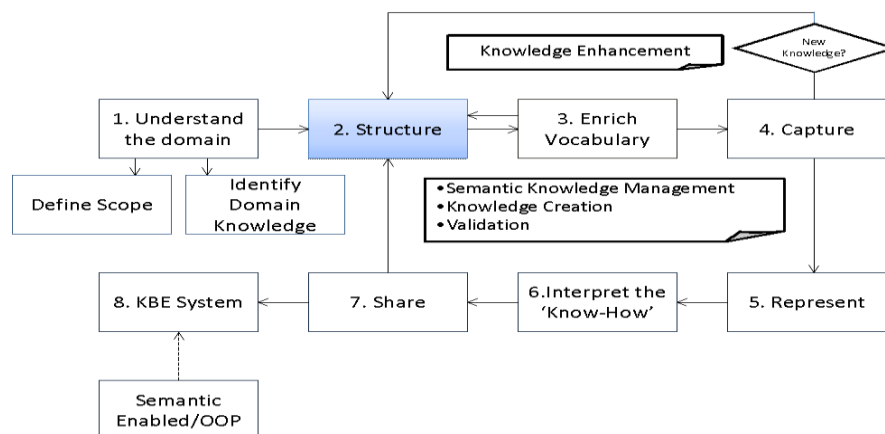 New
Knowledge?
Knowledge Enhancement
1. Understand
the domain
2. Structure
3. Enrich
Vocabulary
4. Capture
Define Scope
Identify
Domain
Knowledge
•Semantic Knowledge Management
•Knowledge Creation
•Validation
8. KBE System
7. Share
6.Interpret the
‘Know-How’
5. Represent
Semantic
Enabled/OOP